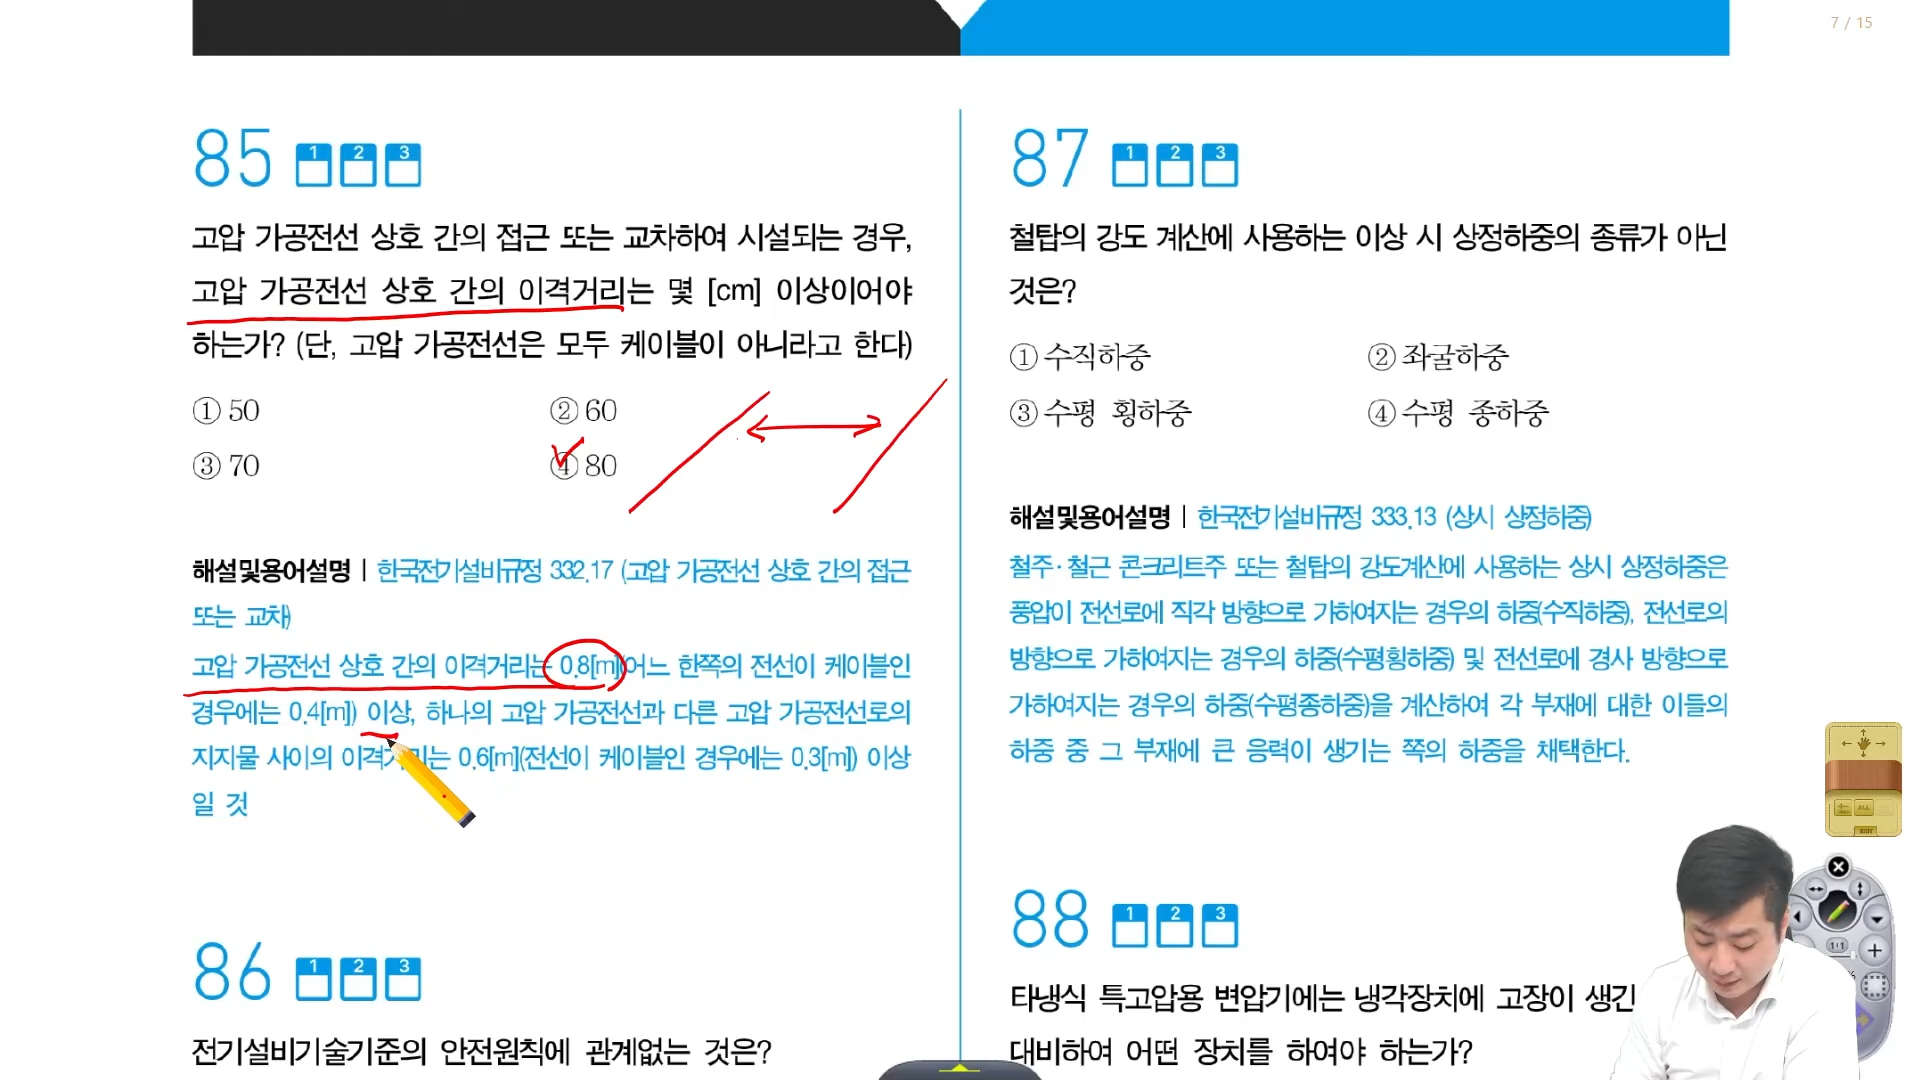 7 / 15
85 1 2 3
고압 가공전선 상호 간의 접근 또는 교차하여 시설되는 경우,
고압 가공전선 상호 간의 이격거리는 몇 [cm] 이상이어야
하는가? (단, 고압 가공전선은 모두 케이블이 아니라고 한다)
① 50 ② 60
③ 70 ④ 80
해설및용어설명 | 한국전기설비규정 332.17 (고압 가공전선 상호 간의 접근
또는 교차)
고압 가공전선 상호 간의 이격거리는 0.8[m](어느 한쪽의 전선이 케이블인
경우에는 0.4[m]) 이상, 하나의 고압 가공전선과 다른 고압 가공전선로의
지지물 사이의 이격거리는 0.6[m](전선이 케이블인 경우에는 0.3[m]) 이상
일 것
86 1 2 3
전기설비기술기준의 안전원칙에 관계없는 것은?
87 1 2 3
철탑의 강도 계산에 사용하는 이상 시 상정하중의 종류가 아닌
것은?
① 수직하중 ② 좌굴하중
③ 수평 횡하중 ④ 수평 종하중
해설및용어설명 | 한국전기설비규정 333.13 (상시 상정하중)
철주·철근 콘크리트주 또는 철탑의 강도계산에 사용하는 상시 상정하중은
풍압이 전선로에 직각 방향으로 가하여지는 경우의 하중(수직하중), 전선로의
방향으로 가하여지는 경우의 하중(수평횡하중) 및 전선로에 경사 방향으로
가하여지는 경우의 하중(수평종하중)을 계산하여 각 부재에 대한 이들의
하중 중 그 부재에 큰 응력이 생기는 쪽의 하중을 채택한다.
88 1 2 3
타냉식 특고압용 변압기에는 냉각장치에 고장이 생긴
대비하여 어떤 장치를 하여야 하는가?
ALL
EXIT
1:1